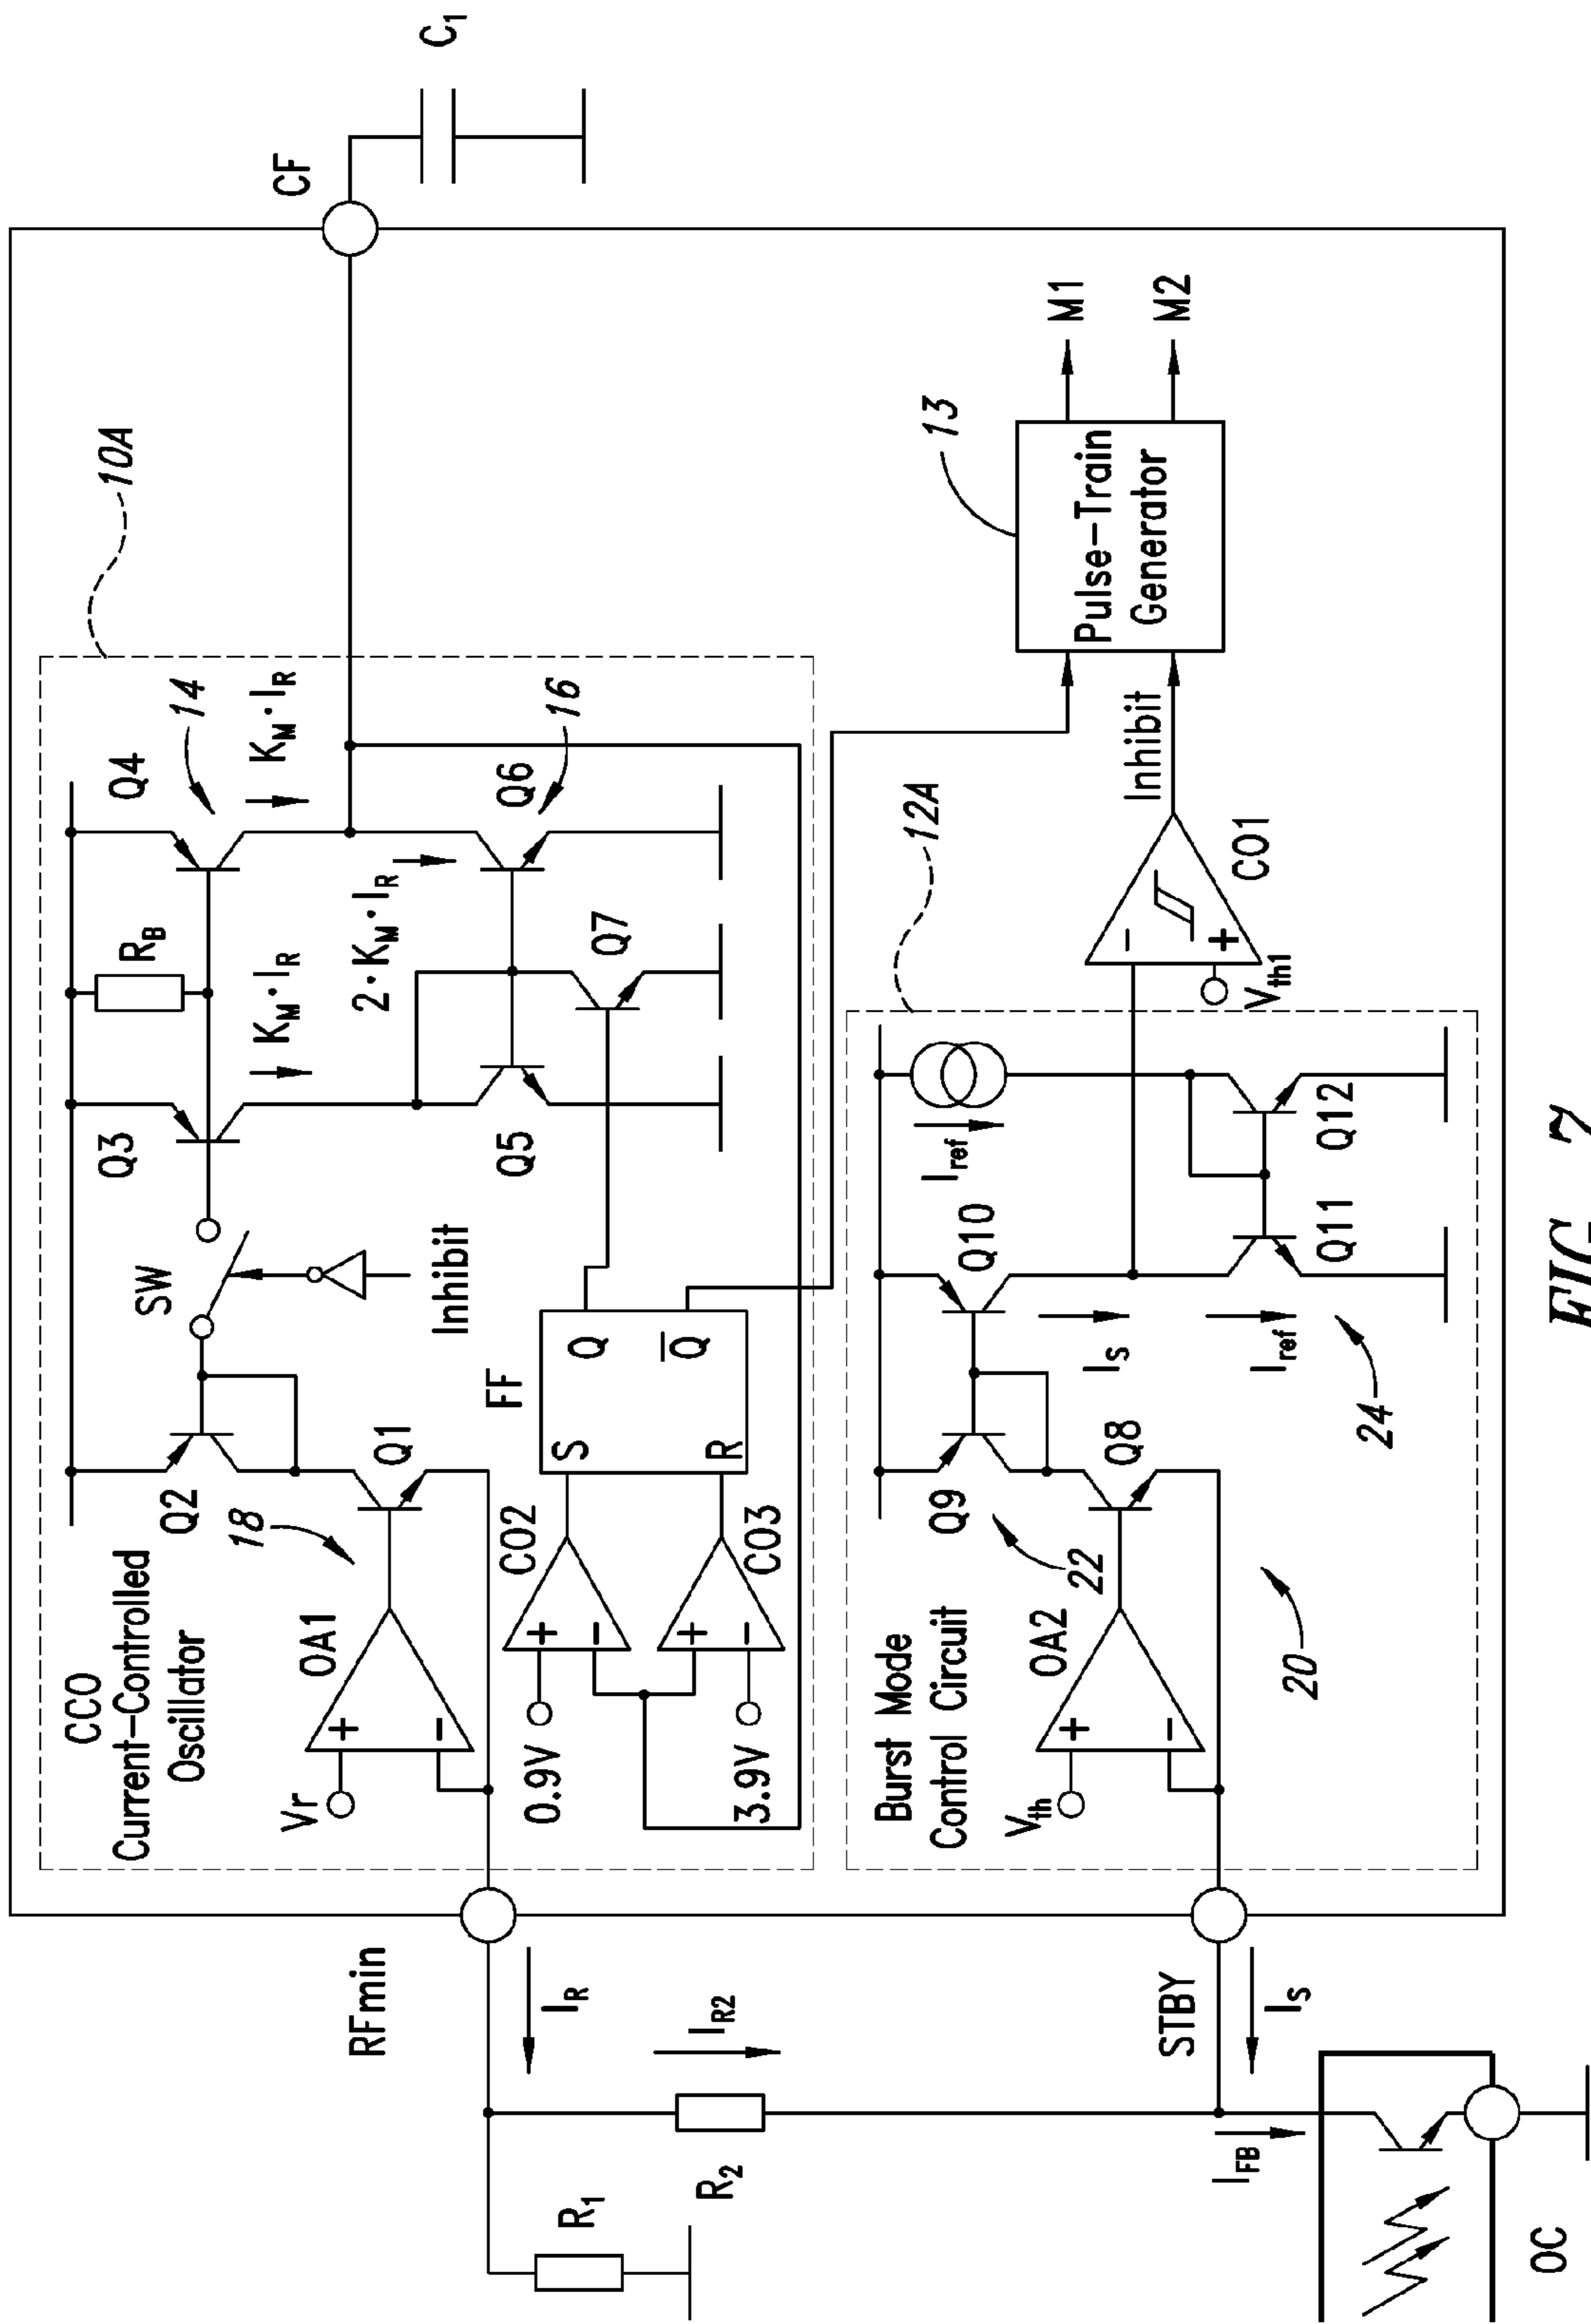 CCO
Current-Controlled
Oscillator
10A
Q2
SW
Q3
RB
Q4
14
KM·IR
KM·IR
CF
C1
18
OA1
Vr
Q1
Inhibit
2·KM·IR
16
Q5
Q7
Q6
RFmin
IR
0.9V
CO2
FF
S
Q
R
Q̅
3.9V
CO3
R1
R2
IR2
Burst Mode
Control Circuit
12A
Q9
Q10
Iref
22
OA2
Vth
Q8
IS
Iref
Q11
Q12
24
20
Vth1
CO1
Inhibit
Pulse-Train
Generator
13
M1
M2
STBY
IS
IFB
OC
FIG. 7